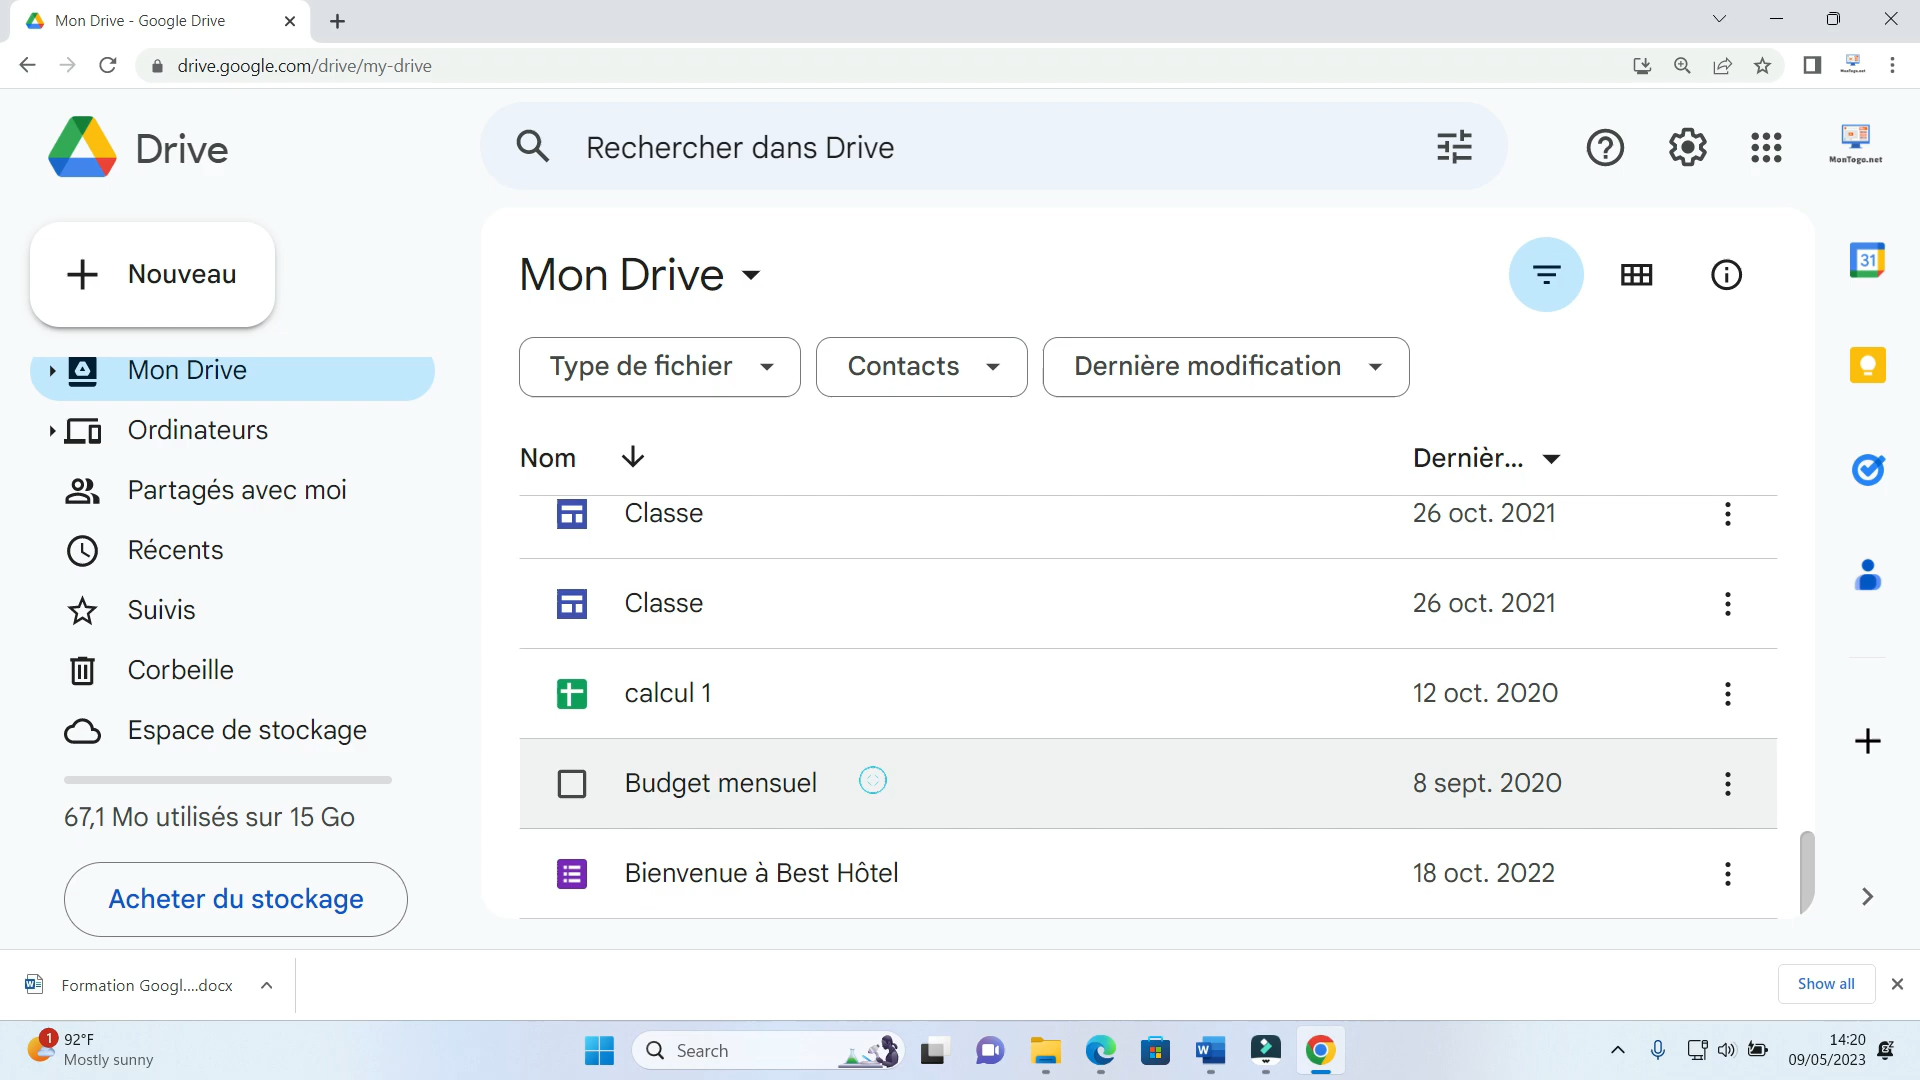 Mon Drive - Google Drive
drive.google.com/drive/my-drive
Drive
Rechercher dans Drive
MonTogo.net
Nouveau
Mon Drive
Ordinateurs
Partagés avec moi
Récents
Suivis
Corbeille
Espace de stockage
67,1 Mo utilisés sur 15 Go
Acheter du stockage
Mon Drive
Type de fichier
Contacts
Dernière modification
Nom
Dernièr...
Classe
26 oct. 2021
Classe
26 oct. 2021
calcul 1
12 oct. 2020
Budget mensuel
8 sept. 2020
Bienvenue à Best Hôtel
18 oct. 2022
31
Formation Googl....docx
Show all
1
92°F
Mostly sunny
Search
14:20
09/05/2023